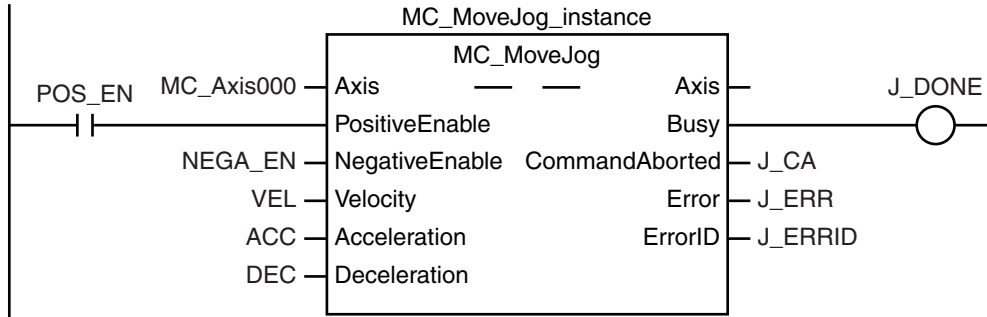 MC_MoveJog_instance
MC_MoveJog
POS_EN MC_Axis000 Axis Axis J_DONE
PositiveEnable Busy
NEGA_EN NegativeEnable CommandAborted J_CA
VEL Velocity Error J_ERR
ACC Acceleration ErrorID J_ERRID
DEC Deceleration